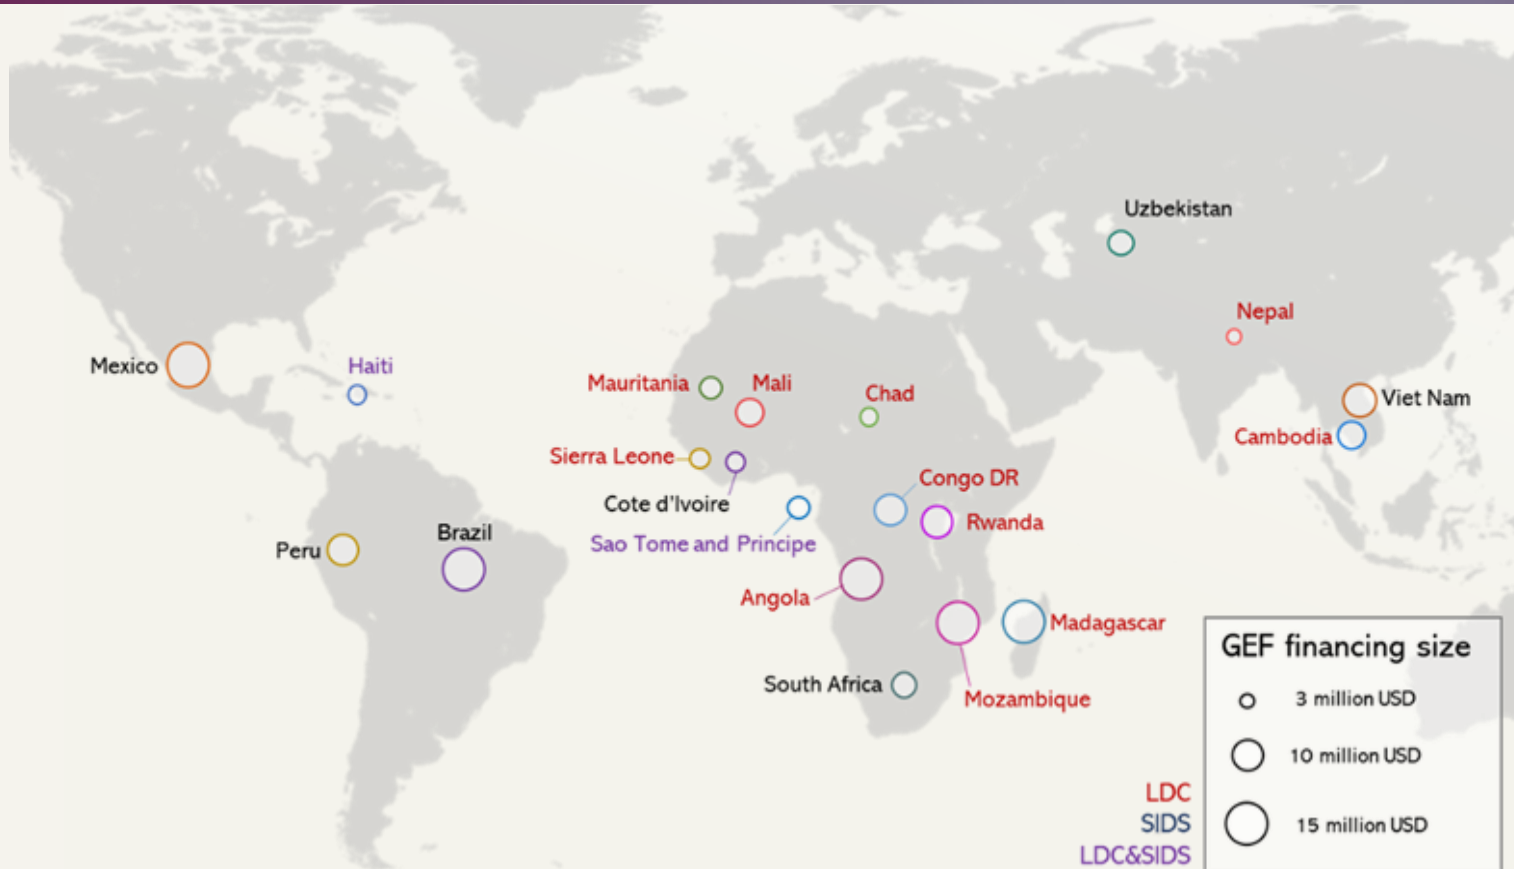 Uzbekistan
Nepal
Mexico
Haiti
Mauritania
Mali
Chad
Viet Nam
Cambodia
Sierra Leone
Congo DR
Cote d'Ivoire
Rwanda
Sao Tome and Principe
Brazil
Peru
Angola
Madagascar
South Africa
Mozambique
GEF financing size
3 million USD
10 million USD
15 million USD
LDC
SIDS
LDC&SIDS